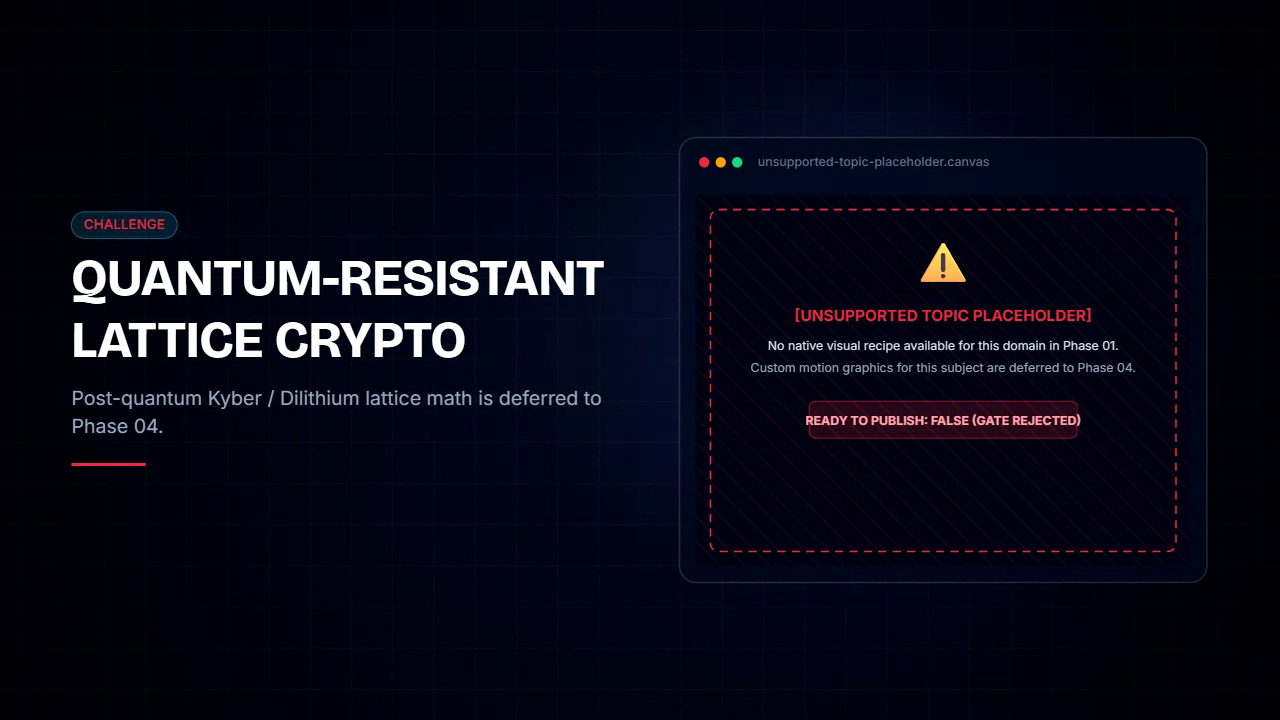 CHALLENGE
QUANTUM-RESISTANT
LATTICE CRYPTO
Post-quantum Kyber / Dilithium lattice math is deferred to
Phase 04.
unsupported-topic-placeholder.canvas
[UNSUPPORTED TOPIC PLACEHOLDER]
No native visual recipe available for this domain in Phase 01.
Custom motion graphics for this subject are deferred to Phase 04.
READY TO PUBLISH: FALSE (GATE REJECTED)